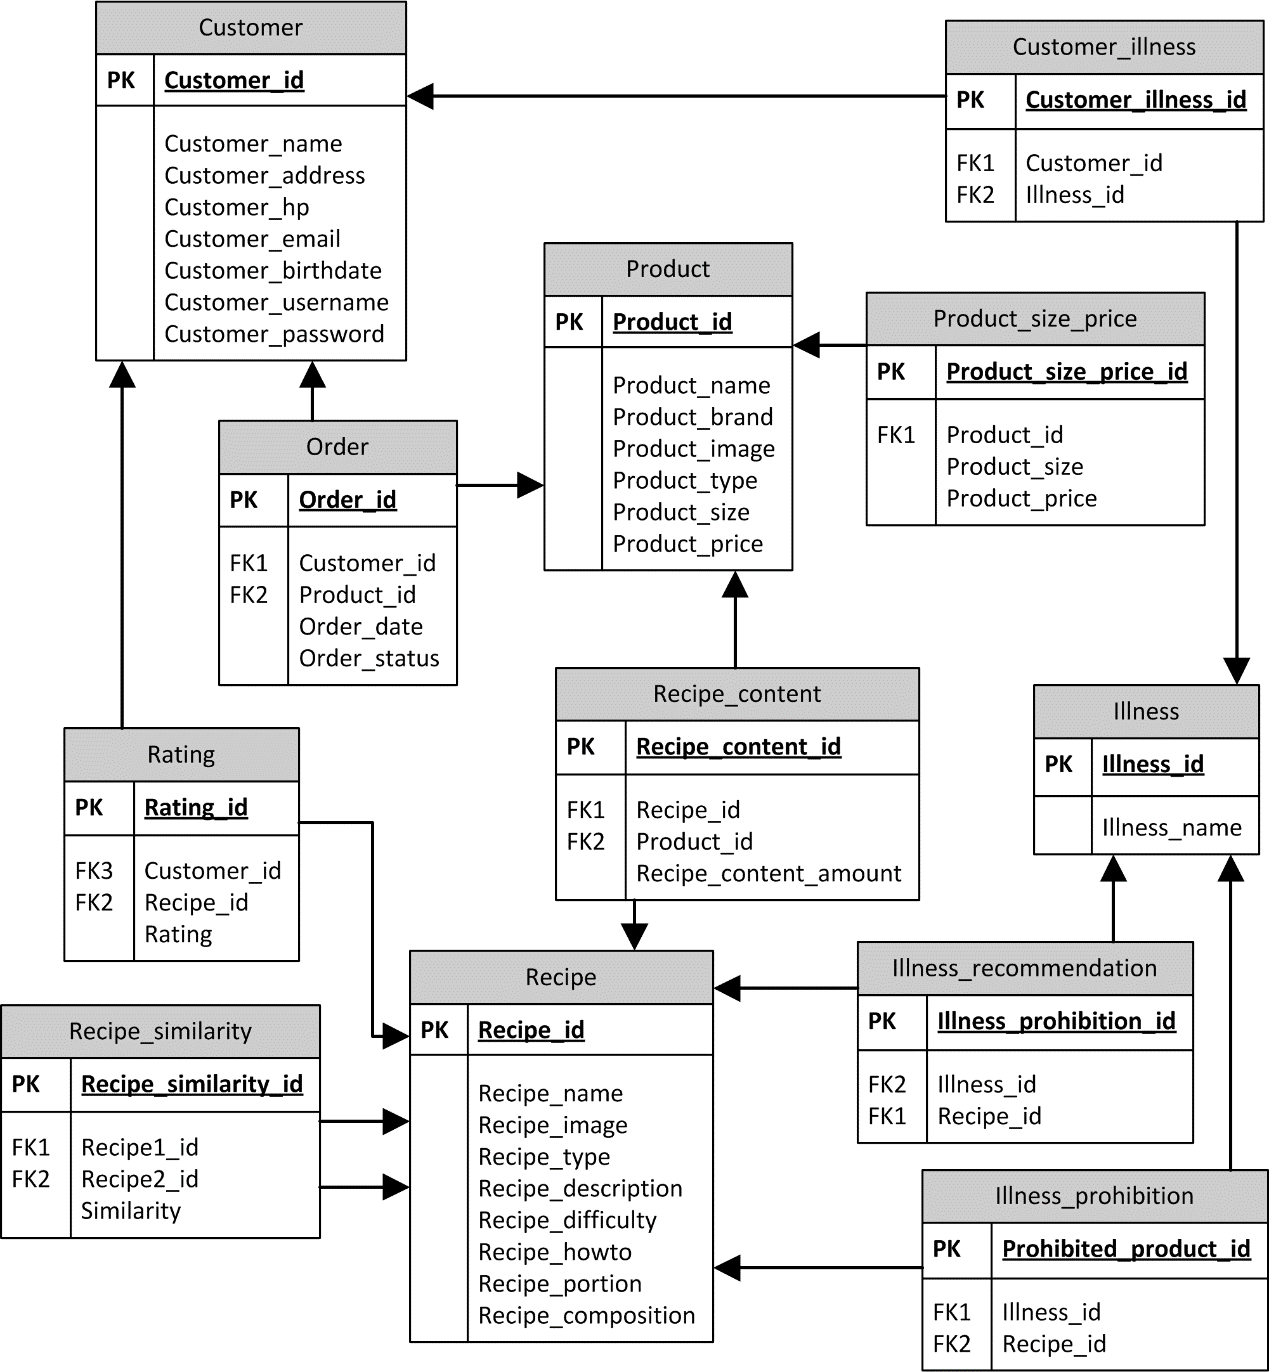 Customer
PK Customer_id
Customer_name
Customer_address
Customer_hp
Customer_email
Customer_birthdate
Customer_username
Customer_password
Customer_illness
PK Customer_illness_id
FK1 Customer_id
FK2 Illness_id
Product
PK Product_id
Product_name
Product_brand
Product_image
Product_type
Product_size
Product_price
Product_size_price
PK Product_size_price_id
FK1 Product_id
Product_size
Product_price
Order
PK Order_id
FK1 Customer_id
FK2 Product_id
Order_date
Order_status
Recipe_content
PK Recipe_content_id
FK1 Recipe_id
FK2 Product_id
Recipe_content_amount
Illness
PK Illness_id
Illness_name
Rating
PK Rating_id
FK3 Customer_id
FK2 Recipe_id
Rating
Recipe
PK Recipe_id
Recipe_name
Recipe_image
Recipe_type
Recipe_description
Recipe_difficulty
Recipe_howto
Recipe_portion
Recipe_composition
Illness_recommendation
PK Illness_prohibition_id
FK2 Illness_id
FK1 Recipe_id
Recipe_similarity
PK Recipe_similarity_id
FK1 Recipe1_id
FK2 Recipe2_id
Similarity
Illness_prohibition
PK Prohibited_product_id
FK1 Illness_id
FK2 Recipe_id